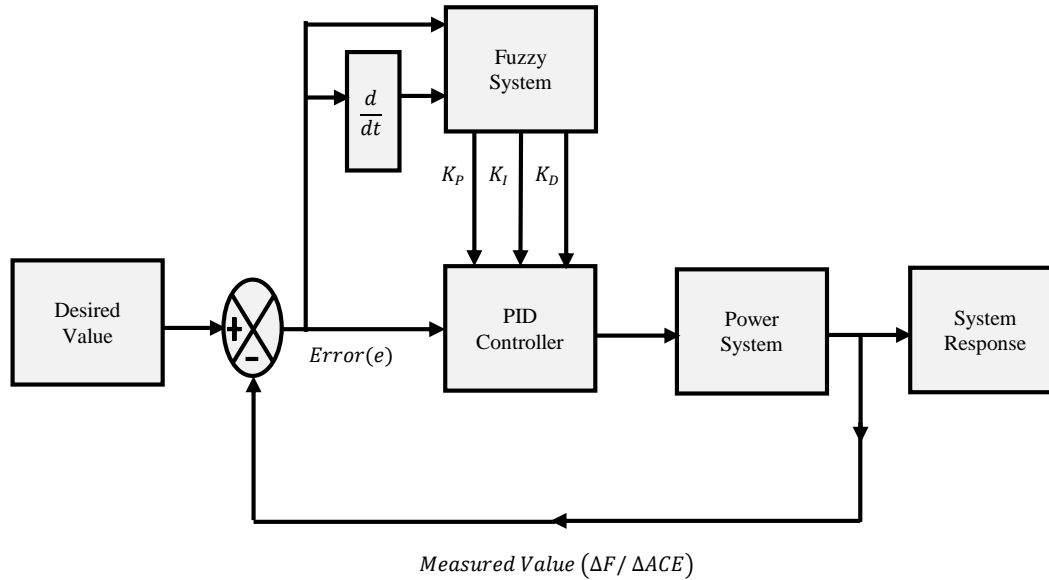 Fuzzy
System
d
dt
K_P K_I K_D
Desired
Value
+
-
Error(e)
PID
Controller
Power
System
System
Response
Measured Value (ΔF/ ΔACE)